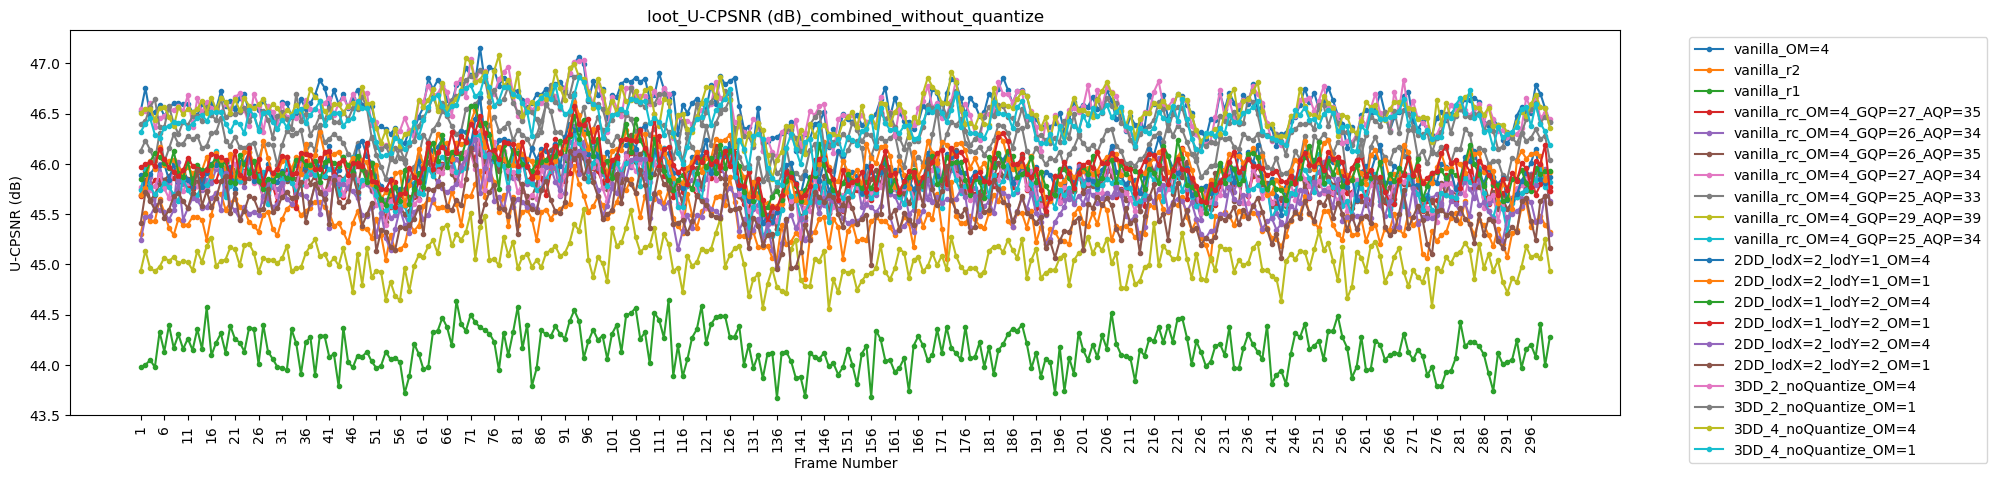 loot_U-CPSNR (dB)_combined_without_quantize
U-CPSNR (dB)
47.0
46.5
46.0
45.5
45.0
44.5
44.0
43.5
1 6 11 16 21 26 31 36 41 46 51 56 61 66 71 76 81 86 91 96 101 106 111 116 121 126 131 136 141 146 151 156 161 166 171 176 181 186 191 196 201 206 211 216 221 226 231 236 241 246 251 256 261 266 271 276 281 286 291 296
Frame Number
vanilla_OM=4
vanilla_r2
vanilla_r1
vanilla_rc_OM=4_GQP=27_AQP=35
vanilla_rc_OM=4_GQP=26_AQP=34
vanilla_rc_OM=4_GQP=26_AQP=35
vanilla_rc_OM=4_GQP=27_AQP=34
vanilla_rc_OM=4_GQP=25_AQP=33
vanilla_rc_OM=4_GQP=29_AQP=39
vanilla_rc_OM=4_GQP=25_AQP=34
2DD_lodX=2_lodY=1_OM=4
2DD_lodX=2_lodY=1_OM=1
2DD_lodX=1_lodY=2_OM=4
2DD_lodX=1_lodY=2_OM=1
2DD_lodX=2_lodY=2_OM=4
2DD_lodX=2_lodY=2_OM=1
3DD_2_noQuantize_OM=4
3DD_2_noQuantize_OM=1
3DD_4_noQuantize_OM=4
3DD_4_noQuantize_OM=1